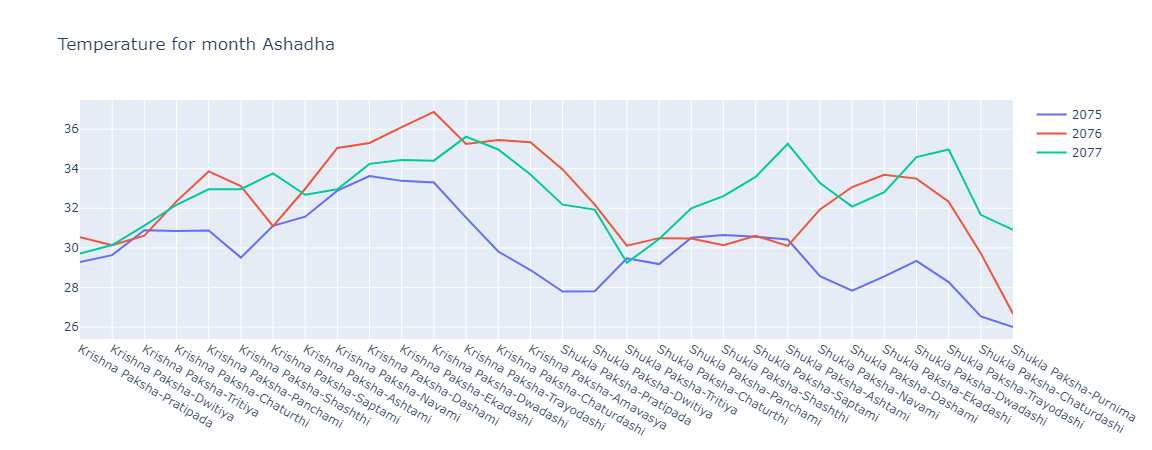 Temperature for month Ashadha
2075
2076
2077
36
34
32
30
28
26
Krishna Paksha-Pratipada
Krishna Paksha-Dwitiya
Krishna Paksha-Tritiya
Krishna Paksha-Chaturthi
Krishna Paksha-Panchami
Krishna Paksha-Shashthi
Krishna Paksha-Saptami
Krishna Paksha-Ashtami
Krishna Paksha-Navami
Krishna Paksha-Dashami
Krishna Paksha-Ekadashi
Krishna Paksha-Dwadashi
Krishna Paksha-Trayodashi
Krishna Paksha-Chaturdashi
Krishna Paksha-Amavasya
Shukla Paksha-Pratipada
Shukla Paksha-Dwitiya
Shukla Paksha-Tritiya
Shukla Paksha-Chaturthi
Shukla Paksha-Panchami
Shukla Paksha-Shashthi
Shukla Paksha-Saptami
Shukla Paksha-Ashtami
Shukla Paksha-Navami
Shukla Paksha-Dashami
Shukla Paksha-Ekadashi
Shukla Paksha-Dwadashi
Shukla Paksha-Trayodashi
Shukla Paksha-Chaturdashi
Shukla Paksha-Purnima